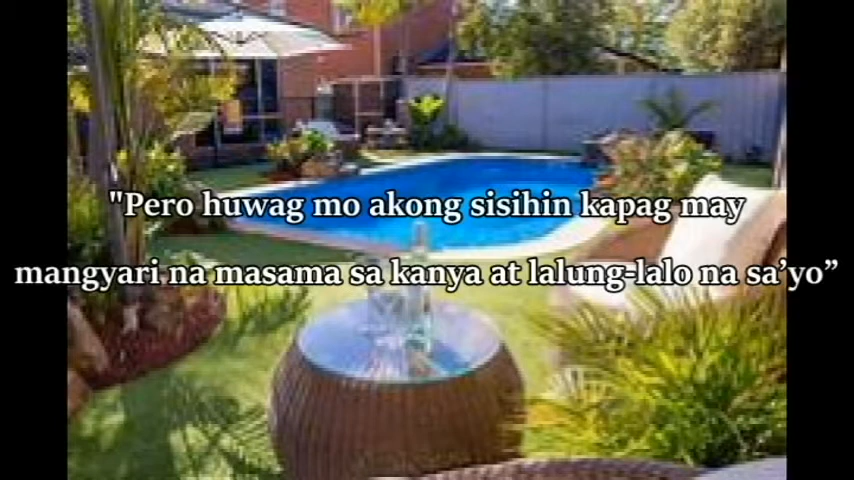 "Pero huwag mo akong sisihin kapag may
mangyari na masama sa kanya at lalung-lalo na sa’yo”